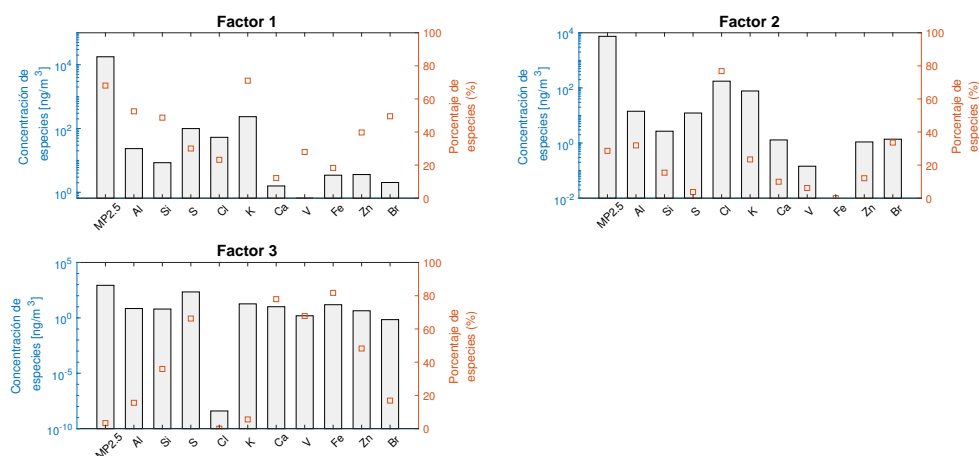 Factor 1
Concentración de
especies [ng/m³]
10⁴
10²
10⁰
100
80
60
40
20
0
Porcentaje de
especies (%)
MP2.5 Al Si S Cl K Ca V Fe Zn Br
Factor 2
Concentración de
especies [ng/m³]
10⁴
10²
10⁰
10⁻²
100
80
60
40
20
0
Porcentaje de
especies (%)
MP2.5 Al Si S Cl K Ca V Fe Zn Br
Factor 3
Concentración de
especies [ng/m³]
10⁵
10⁰
10⁻⁵
10⁻¹⁰
100
80
60
40
20
0
Porcentaje de
especies (%)
MP2.5 Al Si S Cl K Ca V Fe Zn Br